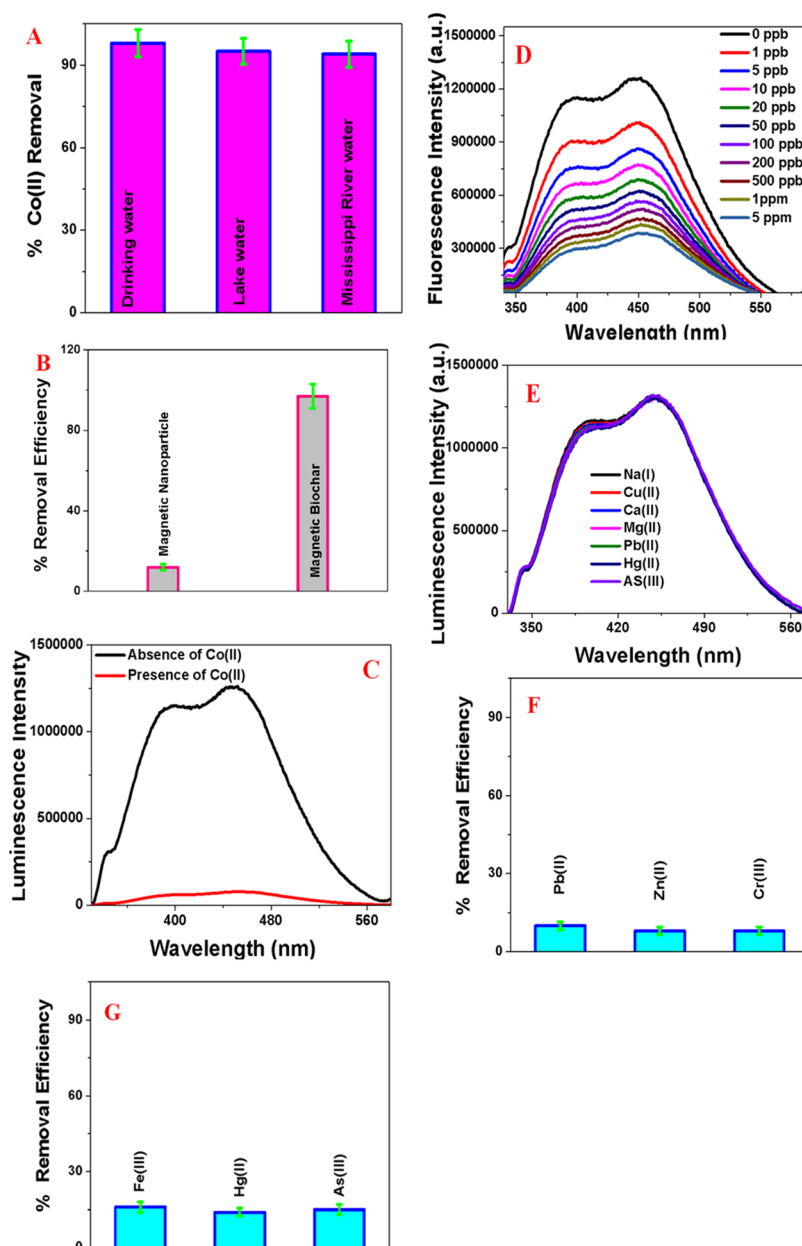 A
% Co(II) Removal
90
60
30
0
Drinking water
Lake water
Mississippi River water
D
Fluorescence Intensity (a.u.)
1500000
1200000
900000
600000
300000
0 ppb
1 ppb
5 ppb
10 ppb
20 ppb
50 ppb
100 ppb
200 ppb
500 ppb
1ppm
5 ppm
350 400 450 500 550
Wavelength (nm)
B
% Removal Efficiency
120
80
40
0
Magnetic Nanoparticle
Magnetic Biochar
E
Luminescence Intensity (a.u.)
1500000
1000000
500000
0
Na(I)
Cu(II)
Ca(II)
Mg(II)
Pb(II)
Hg(II)
AS(III)
350 420 490 560
Wavelength (nm)
C
Luminescence Intensity
1500000
1000000
500000
0
Absence of Co(II)
Presence of Co(II)
400 480 560
Wavelength (nm)
F
% Removal Efficiency
90
60
30
0
Pb(II)
Zn(II)
Cr(III)
G
% Removal Efficiency
90
60
30
0
Fe(III)
Hg(II)
As(III)